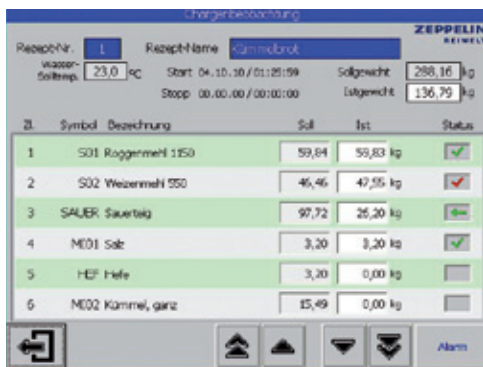 Chargenbeobachtung
ZEPPELIN
REIMELT
Rezept-Nr. 1 Rezept-Name Kümmelbrot
Wasser-Solltemp. 23,0 °C Start 04.10.10/01:25:59 Sollgewicht 288,16 kg
Stopp 00.00.00/00:00:00 Istgewicht 136,79 kg
Zl. Symbol Bezeichnung Soll Ist Status
1 S01 Roggenmehl 1150 59,84 59,83 kg
2 S02 Weizenmehl 550 46,46 47,55 kg
3 SAUER Sauerteig 97,72 26,20 kg
4 MC01 Salz 3,20 3,20 kg
5 HEF Hefe 3,20 0,00 kg
6 MC02 Kümmel, ganz 15,49 0,00 kg
Alarm